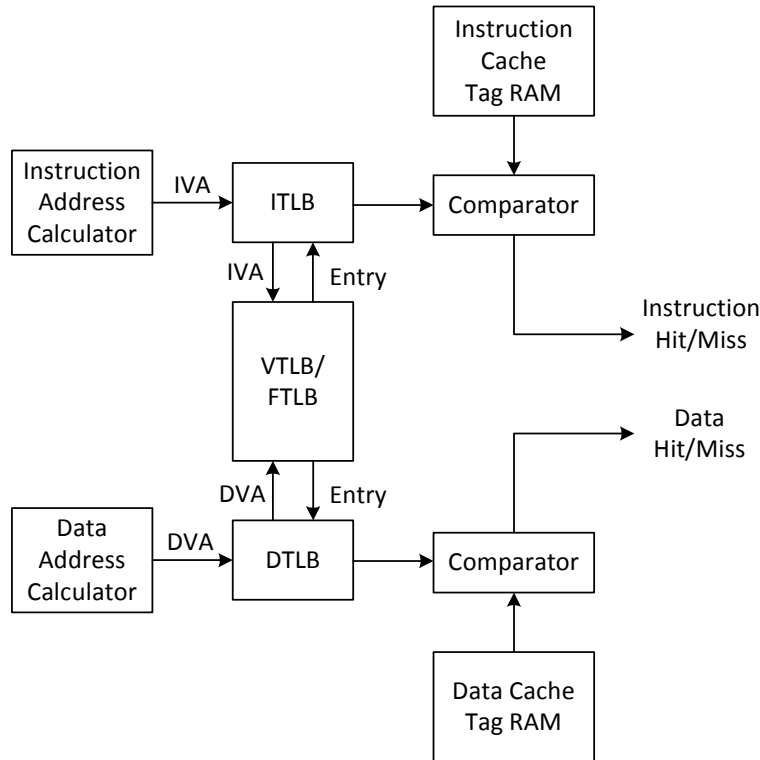 Instruction
Cache
Tag RAM
Instruction
Address
Calculator
IVA
ITLB
Comparator
IVA
Entry
VTLB/
FTLB
Instruction
Hit/Miss
Data
Hit/Miss
DVA
Entry
Data
Address
Calculator
DVA
DTLB
Comparator
Data Cache
Tag RAM